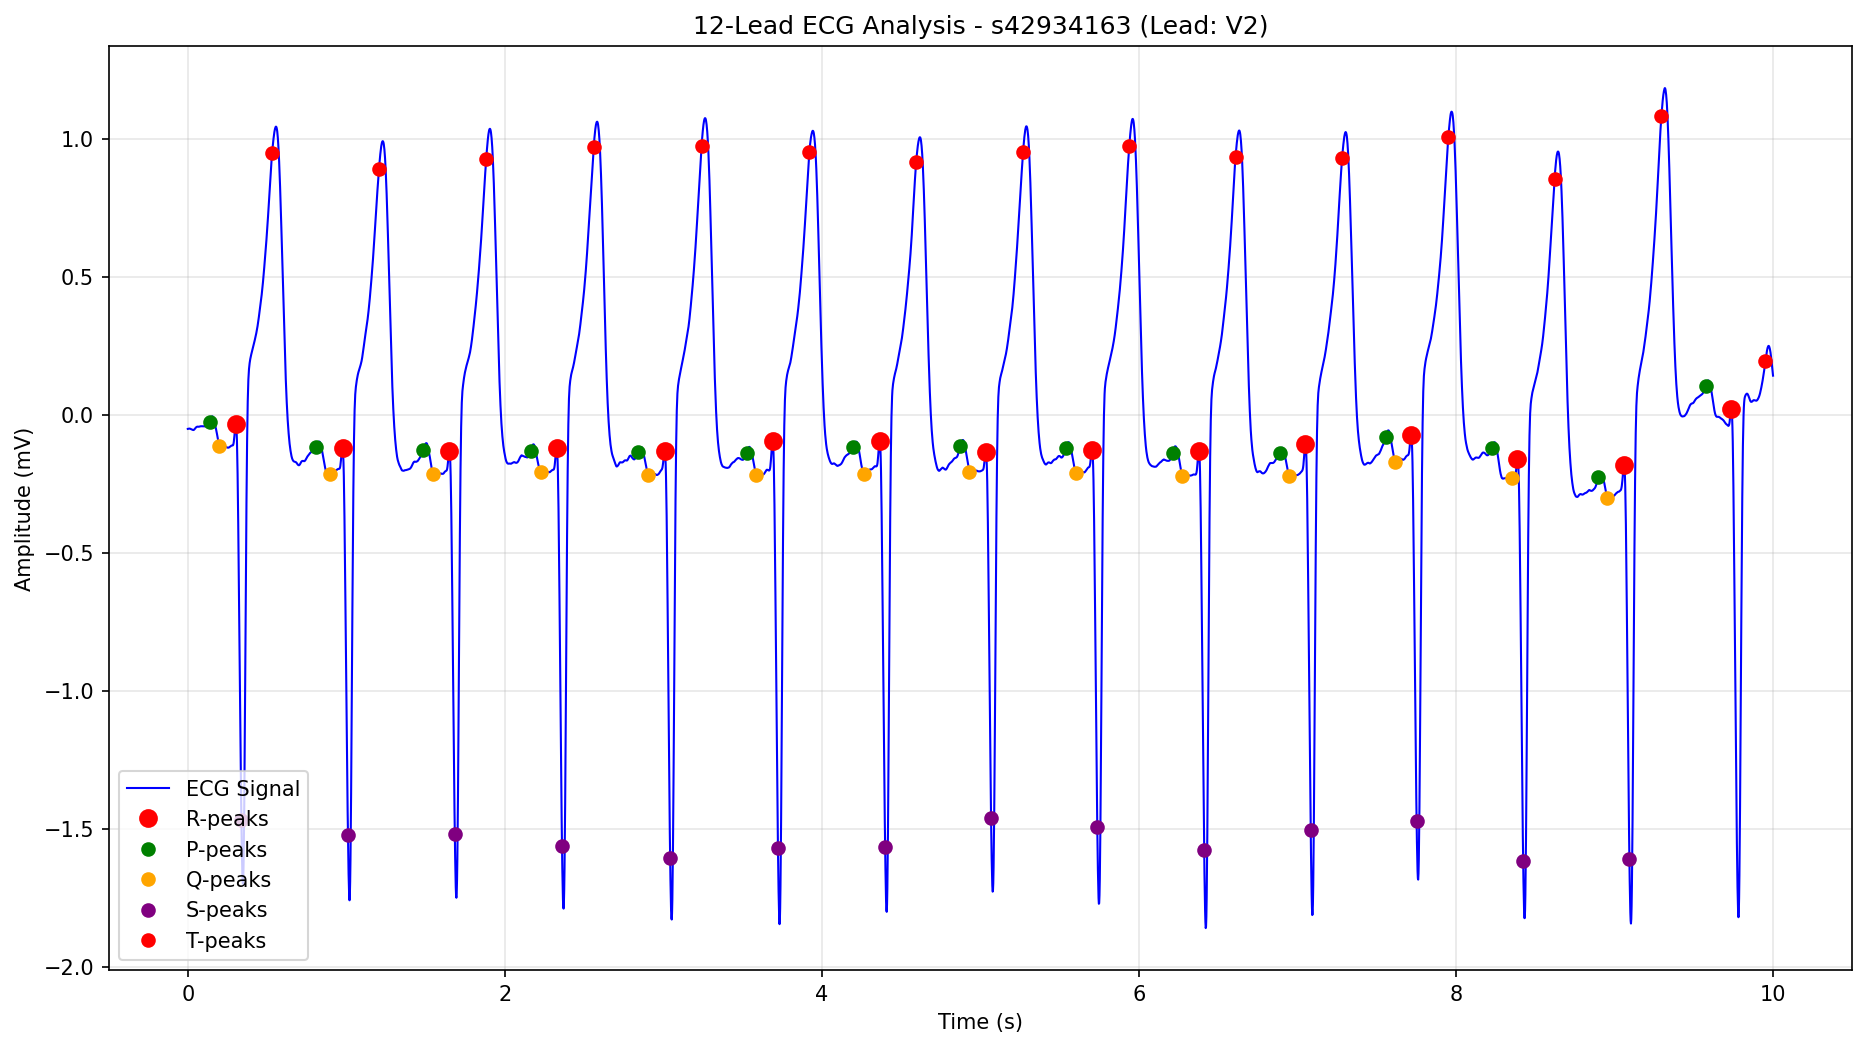 12-Lead ECG Analysis - s42934163 (Lead: V2)
Amplitude (mV)
1.0
0.5
0.0
−0.5
−1.0
−1.5
−2.0
ECG Signal
R-peaks
P-peaks
Q-peaks
S-peaks
T-peaks
0 2 4 6 8 10
Time (s)